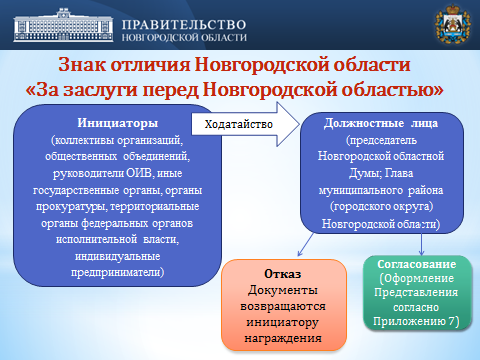 ПРАВИТЕЛЬСТВО
НОВГОРОДСКОЙ ОБЛАСТИ
Знак отличия Новгородской области
«За заслуги перед Новгородской областью»
Инициаторы
(коллективы организаций,
общественных объединений,
руководители ОИВ, иные
государственные органы, органы
прокуратуры, территориальные
органы федеральных органов
исполнительной власти,
индивидуальные
предприниматели)
Ходатайство
Должностные лица
(председатель
Новгородской областной
Думы; Глава
муниципального района
(городского округа)
Новгородской области)
Отказ
Документы
возвращаются
инициатору
награждения
Согласование
(Оформление
Представления
согласно
Приложению 7)